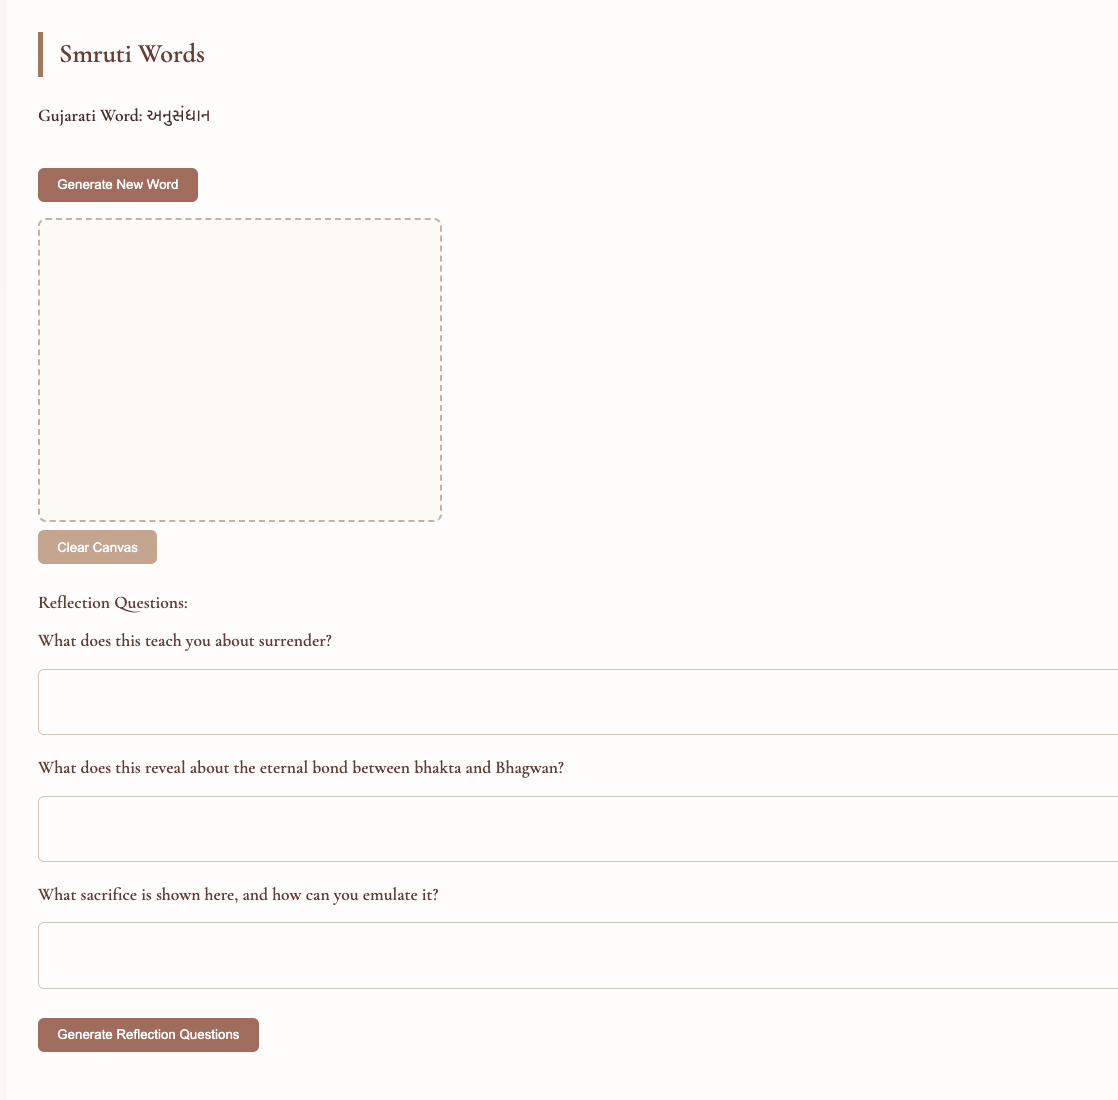 Smruti Words
Gujarati Word: અનુસંધાન
Generate New Word
Clear Canvas
Reflection Questions:
What does this teach you about surrender?
What does this reveal about the eternal bond between bhakta and Bhagwan?
What sacrifice is shown here, and how can you emulate it?
Generate Reflection Questions